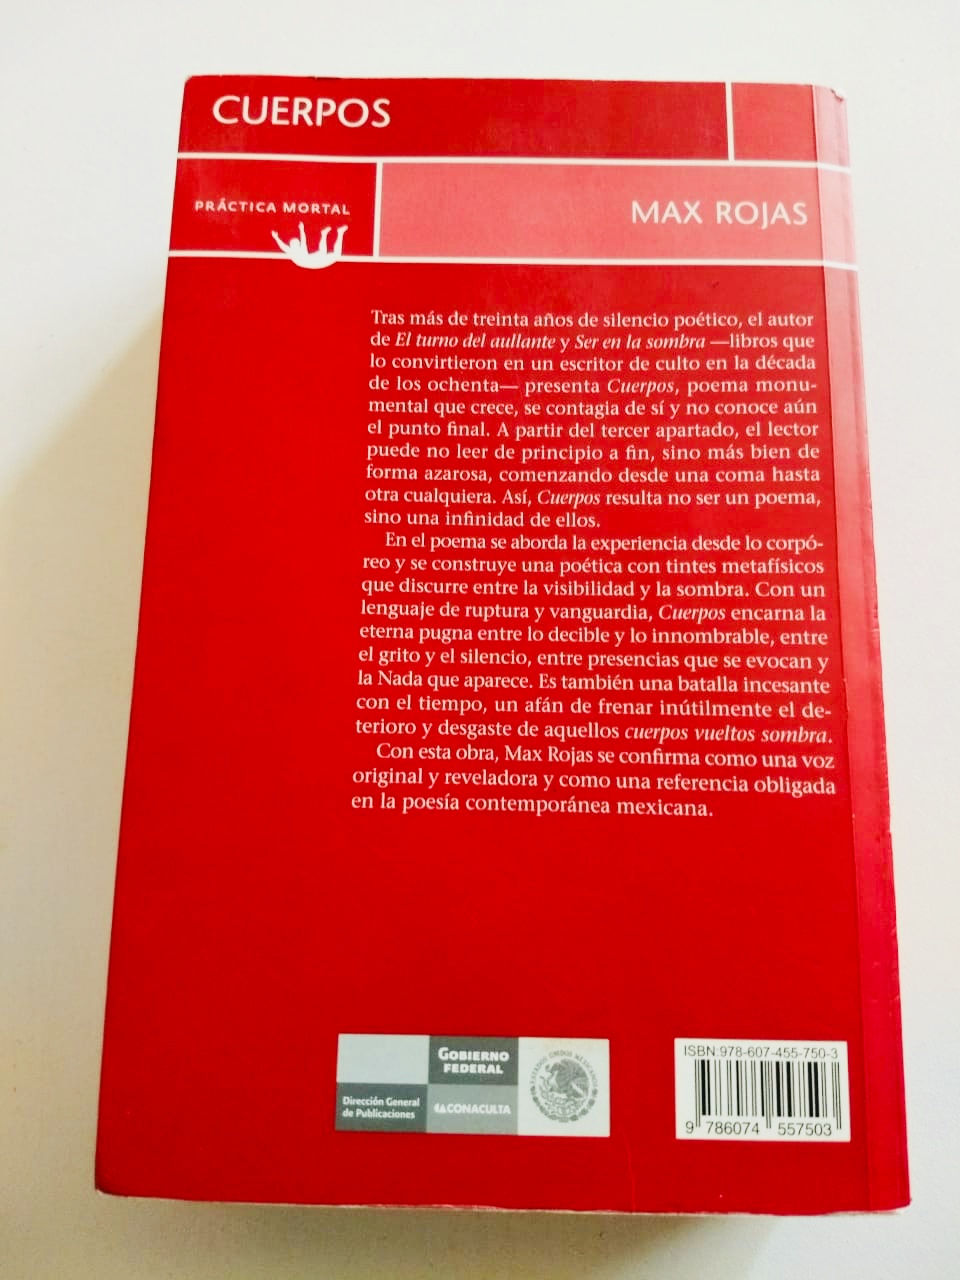 CUERPOS
PRÁCTICA MORTAL
MAX ROJAS
Tras más de treinta años de silencio poético, el autor
de El turno del aullante y Ser en la sombra —libros que
lo convirtieron en un escritor de culto en la década
de los ochenta— presenta Cuerpos, poema monu-
mental que crece, se contagia de sí y no conoce aún
el punto final. A partir del tercer apartado, el lector
puede no leer de principio a fin, sino más bien de
forma azarosa, comenzando desde una coma hasta
otra cualquiera. Así, Cuerpos resulta no ser un poema,
sino una infinidad de ellos.
En el poema se aborda la experiencia desde lo corpó-
reo y se construye una poética con tintes metafísicos
que discurre entre la visibilidad y la sombra. Con un
lenguaje de ruptura y vanguardia, Cuerpos encarna la
eterna pugna entre lo decible y lo innombrable, entre
el grito y el silencio, entre presencias que se evocan y
la Nada que aparece. Es también una batalla incesante
con el tiempo, un afán de frenar inútilmente el de-
terioro y desgaste de aquellos cuerpos vueltos sombra.
Con esta obra, Max Rojas se confirma como una voz
original y reveladora y como una referencia obligada
en la poesía contemporánea mexicana.
GOBIERNO
FEDERAL
Dirección General
de Publicaciones
CONACULTA
ESTADOS UNIDOS MEXICANOS
ISBN:978-607-455-750-3
9 786074 557503